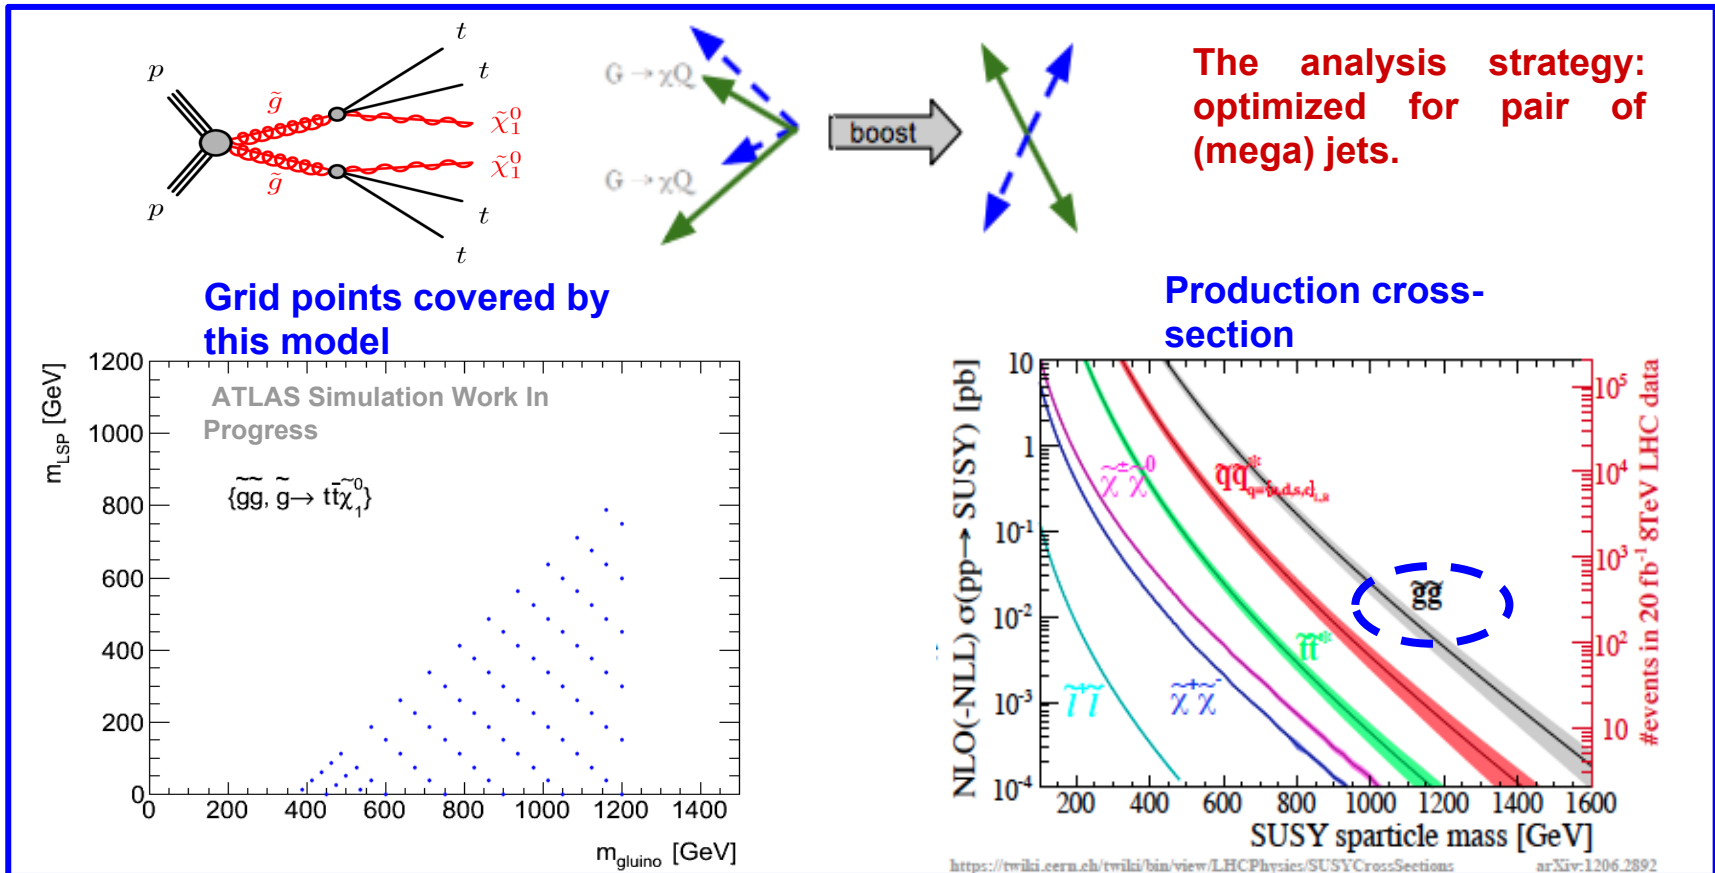 p
p
g̃
g̃
t
t
χ̃⁰₁
χ̃⁰₁
t
t
G → χQ
G → χQ
boost
The analysis strategy:
optimized for pair of
(mega) jets.
Grid points covered by
this model
m_LSP [GeV]
1200
1000
800
600
400
200
0
ATLAS Simulation Work In
Progress
{g̃g̃, g̃→ tt̄χ̃⁰₁}
0 200 400 600 800 1000 1200 1400
m_gluino [GeV]
Production cross-
section
NLO(-NLL) σ(pp→ SUSY) [pb]
10
1
10⁻¹
10⁻²
10⁻³
10⁻⁴
χ̃±χ̃⁰
q̃q̃*
g̃g̃
t̃t̃*
l̃⁺l̃⁻
χ̃⁺χ̃⁻
10⁵
10⁴
10³
10²
10
#events in 20 fb⁻¹ 8TeV LHC data
200 400 600 800 1000 1200 1400 1600
SUSY sparticle mass [GeV]
https://twiki.cern.ch/twiki/bin/view/LHCPhysics/SUSYCrossSections arXiv:1206.2892